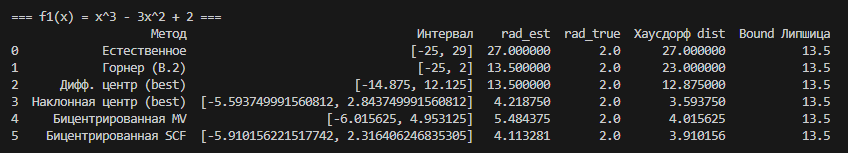 === f1(x) = x^3 - 3x^2 + 2 ===
Метод Интервал rad_est rad_true Хаусдорф dist Bound Липшица
0 Естественное [-25, 29] 27.000000 2.0 27.000000 13.5
1 Горнер (B.2) [-25, 2] 13.500000 2.0 23.000000 13.5
2 Дифф. центр (best) [-14.875, 12.125] 13.500000 2.0 12.875000 13.5
3 Наклонная центр (best) [-5.593749991560812, 2.843749991560812] 4.218750 2.0 3.593750 13.5
4 Бицентрированная MV [-6.015625, 4.953125] 5.484375 2.0 4.015625 13.5
5 Бицентрированная SCF [-5.910156221517742, 2.316406246835305] 4.113281 2.0 3.910156 13.5